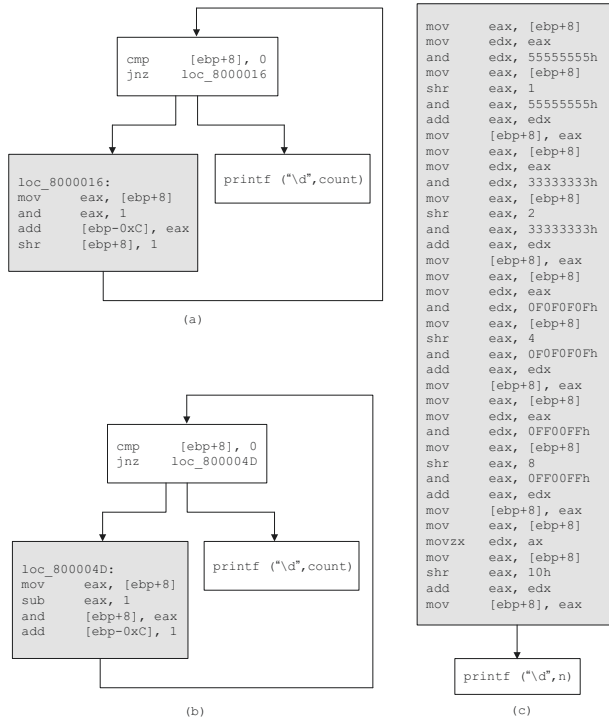 cmp [ebp+8], 0
jnz loc_8000016
loc_8000016:
mov eax, [ebp+8]
and eax, 1
add [ebp-0xC], eax
shr [ebp+8], 1
printf (“\d”,count)
(a)
cmp [ebp+8], 0
jnz loc_800004D
loc_800004D:
mov eax, [ebp+8]
sub eax, 1
and [ebp+8], eax
add [ebp-0xC], 1
printf (“\d”,count)
(b)
mov eax, [ebp+8]
mov edx, eax
and edx, 55555555h
mov eax, [ebp+8]
shr eax, 1
and eax, 55555555h
add eax, edx
mov [ebp+8], eax
mov eax, [ebp+8]
mov edx, eax
and edx, 33333333h
mov eax, [ebp+8]
shr eax, 2
and eax, 33333333h
add eax, edx
mov [ebp+8], eax
mov eax, [ebp+8]
mov edx, eax
and edx, 0F0F0F0Fh
mov eax, [ebp+8]
shr eax, 4
and eax, 0F0F0F0Fh
add eax, edx
mov [ebp+8], eax
mov eax, [ebp+8]
mov edx, eax
and edx, 0FF00FFh
mov eax, [ebp+8]
shr eax, 8
and eax, 0FF00FFh
add eax, edx
mov [ebp+8], eax
mov eax, [ebp+8]
movzx edx, ax
mov eax, [ebp+8]
shr eax, 10h
add eax, edx
mov [ebp+8], eax
printf (“\d”,n)
(c)